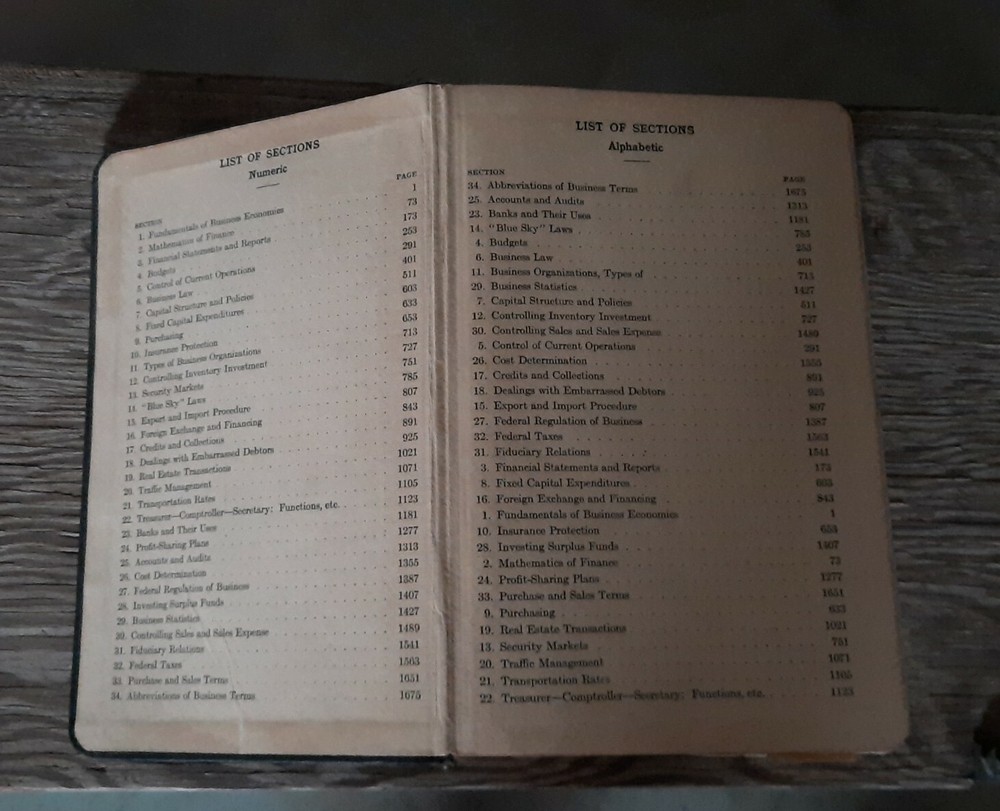 LIST OF SECTIONS
Numeric
SECTION PAGE
1. Fundamentals of Business Economics 1
2. Mathematics of Finance 73
3. Financial Statements and Reports 173
4. Budgets 253
5. Control of Current Operations 291
6. Business Law 401
7. Capital Structure and Policies 511
8. Fixed Capital Expenditures 603
9. Purchasing 633
10. Insurance Protection 653
11. Types of Business Organizations 713
12. Controlling Inventory Investment 727
13. Security Markets 751
14. "Blue Sky" Laws 785
15. Export and Import Procedure 807
16. Foreign Exchange and Financing 843
17. Credits and Collections 891
18. Dealings with Embarrassed Debtors 925
19. Real Estate Transactions 1021
20. Traffic Management 1071
21. Transportation Rates 1105
22. Treasurer—Comptroller—Secretary: Functions, etc. 1123
23. Banks and Their Uses 1181
24. Profit-Sharing Plans 1277
25. Accounts and Audits 1313
26. Cost Determination 1355
27. Federal Regulation of Business 1387
28. Investing Surplus Funds 1407
29. Business Statistics 1427
30. Controlling Sales and Sales Expense 1489
31. Fiduciary Relations 1541
32. Federal Taxes 1563
33. Purchase and Sales Terms 1651
34. Abbreviations of Business Terms 1675
LIST OF SECTIONS
Alphabetic
SECTION PAGE
34. Abbreviations of Business Terms 1675
25. Accounts and Audits 1313
23. Banks and Their Uses 1181
14. "Blue Sky" Laws 785
4. Budgets 253
6. Business Law 401
11. Business Organizations, Types of 713
29. Business Statistics 1427
7. Capital Structure and Policies 511
12. Controlling Inventory Investment 727
30. Controlling Sales and Sales Expense 1489
5. Control of Current Operations 291
26. Cost Determination 1355
17. Credits and Collections 891
18. Dealings with Embarrassed Debtors 925
15. Export and Import Procedure 807
27. Federal Regulation of Business 1387
32. Federal Taxes 1563
31. Fiduciary Relations 1541
3. Financial Statements and Reports 173
8. Fixed Capital Expenditures 603
16. Foreign Exchange and Financing 843
1. Fundamentals of Business Economics 1
10. Insurance Protection 653
28. Investing Surplus Funds 1407
2. Mathematics of Finance 73
24. Profit-Sharing Plans 1277
33. Purchase and Sales Terms 1651
9. Purchasing 633
19. Real Estate Transactions 1021
13. Security Markets 751
20. Traffic Management 1071
21. Transportation Rates 1105
22. Treasurer—Comptroller—Secretary: Functions, etc. 1123